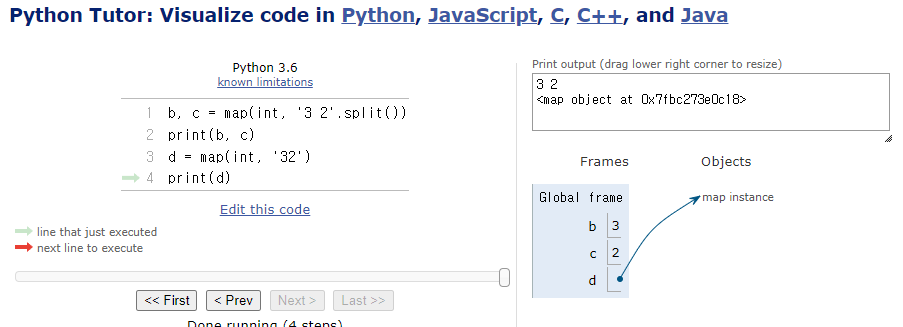 Python Tutor: Visualize code in Python, JavaScript, C, C++, and Java
Python 3.6
known limitations
1 b, c = map(int, '3 2'.split())
2 print(b, c)
3 d = map(int, '32')
4 print(d)
Edit this code
line that just executed
next line to execute
<< First
< Prev
Next >
Last >>
Done running (4 steps)
Print output (drag lower right corner to resize)
3 2
<map object at 0x7fbc273e0c18>
Frames
Objects
Global frame
b 3
c 2
d
map instance